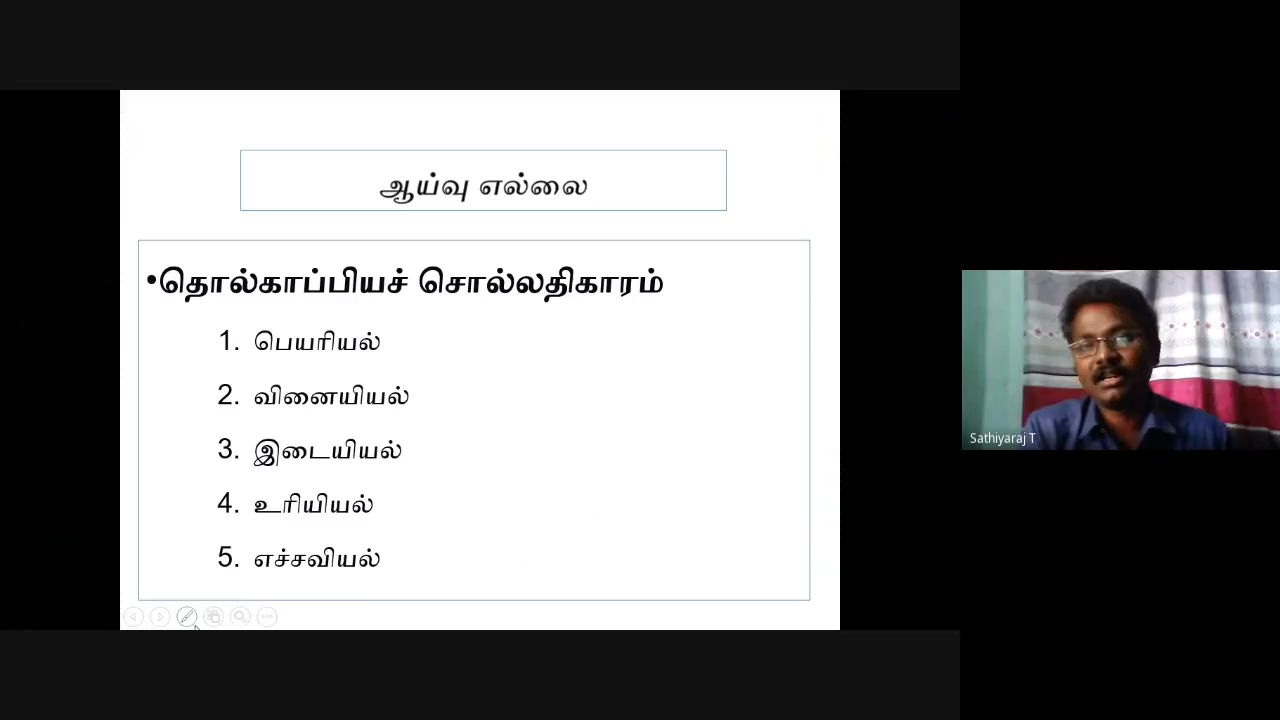 ஆய்வு எல்லை
•தொல்காப்பியச் சொல்லதிகாரம்
1. பெயரியல்
2. வினையியல்
3. இடையியல்
4. உரியியல்
5. எச்சவியல்
Sathiyaraj T